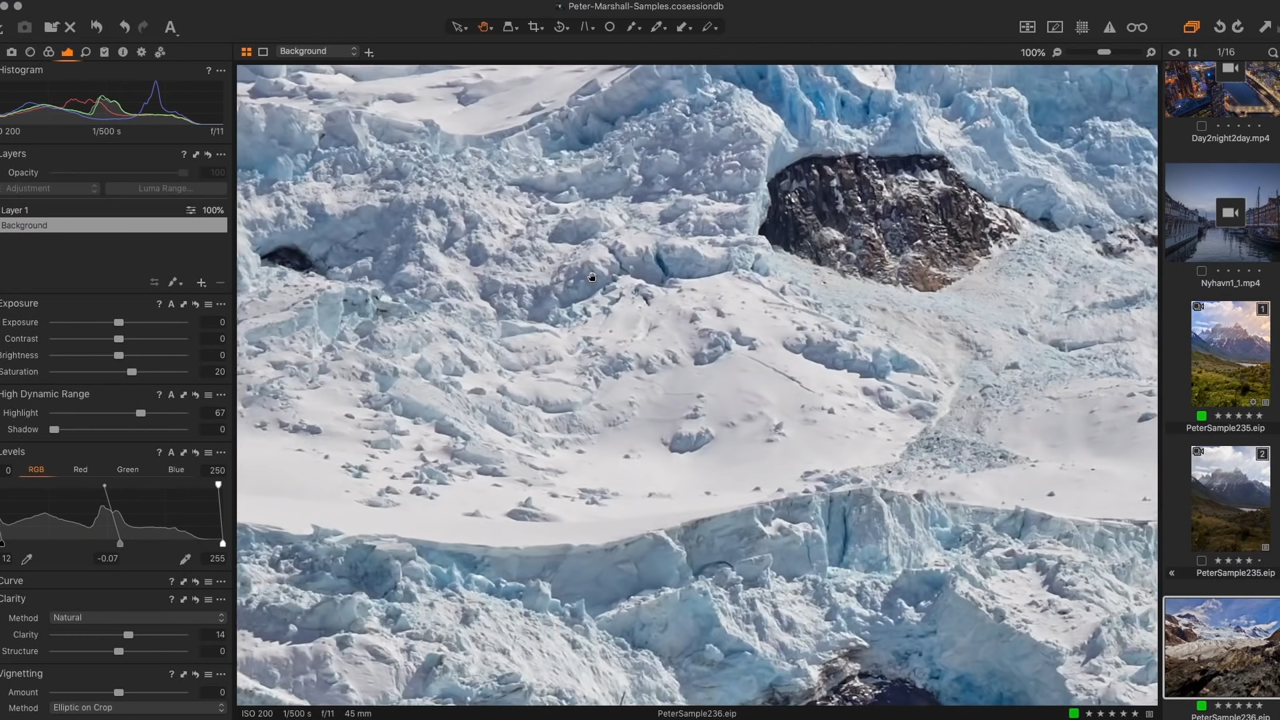 Peter-Marshall-Samples.cosessiondb
A
Background
100%
1/16
Histogram
ISO 200
1/500 s
f/11
Layers
Opacity
100
Adjustment
Luma Range...
Layer 1
100%
Background
Exposure
A
Exposure
0
Contrast
0
Brightness
0
Saturation
20
High Dynamic Range
A
Highlight
67
Shadow
0
Levels
A
0
RGB
Red
Green
Blue
250
12
-0.07
255
Curve
Clarity
Method
Natural
Clarity
14
Structure
0
Vignetting
Amount
0
Method
Elliptic on Crop
ISO 200
1/500 s
f/11
45 mm
PeterSample236.eip
Day2night2day.mp4
Nyhavn1_1.mp4
1
PeterSample235.eip
2
PeterSample235.eip
PeterSample236.eip